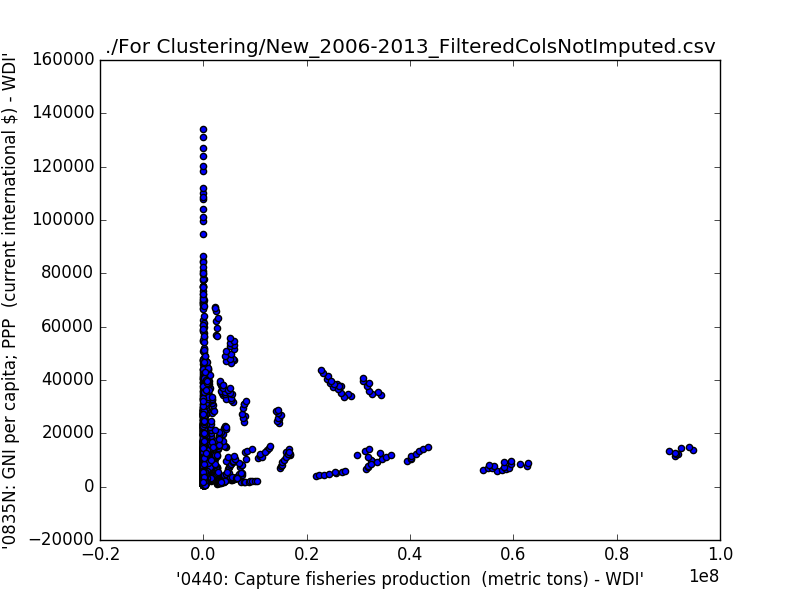 ./For Clustering/New_2006-2013_FilteredColsNotImputed.csv
'0835N: GNI per capita; PPP  (current international $) - WDI'
160000
140000
120000
100000
80000
60000
40000
20000
0
−20000
−0.2 0.0 0.2 0.4 0.6 0.8 1.0
1e8
'0440: Capture fisheries production  (metric tons) - WDI'